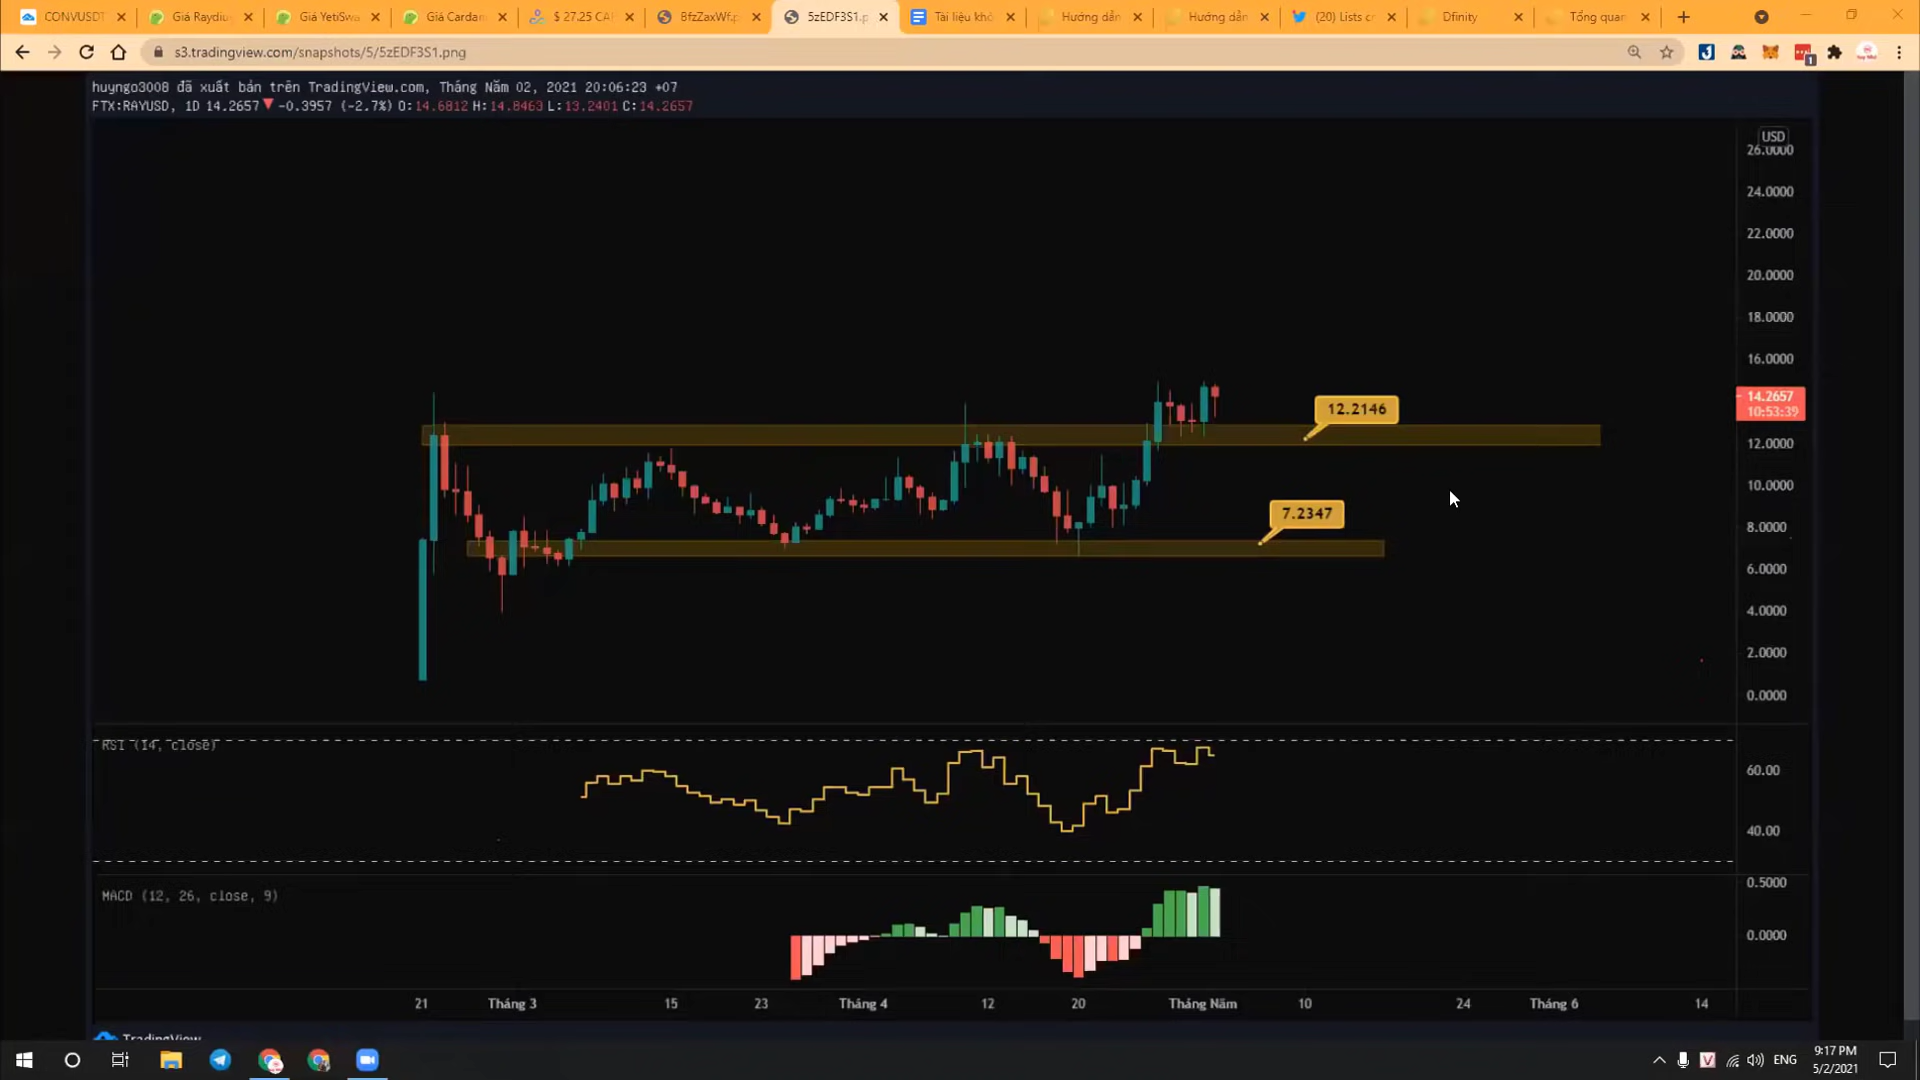 CONVUSDT
Giá Raydiu
Giá YetiSwa
Giá Cardan
$ 27.25 CA
BfzZaxWf.p
5zEDF3S1.p
Tài liệu khó
Hướng dẫn
Hướng dẫn
(20) Lists c
Dfinity
Tổng quan
s3.tradingview.com/snapshots/5/5zEDF3S1.png
huyngo3008 đã xuất bản trên TradingView.com, Tháng Năm 02, 2021 20:06:23 +07
FTX:RAYUSD, 1D 14.2657 ▼ -0.3957 (-2.7%) O:14.6812 H:14.8463 L:13.2401 C:14.2657
USD
26.0000
24.0000
22.0000
20.0000
18.0000
16.0000
14.2657
10:53:39
12.2146
12.0000
10.0000
7.2347
8.0000
6.0000
4.0000
2.0000
0.0000
RSI (14, close)
60.00
40.00
MACD (12, 26, close, 9)
0.5000
0.0000
21 Tháng 3 15 23 Tháng 4 12 20 Tháng Năm 10 24 Tháng 6 14
TradingView
ENG
9:17 PM
5/2/2021